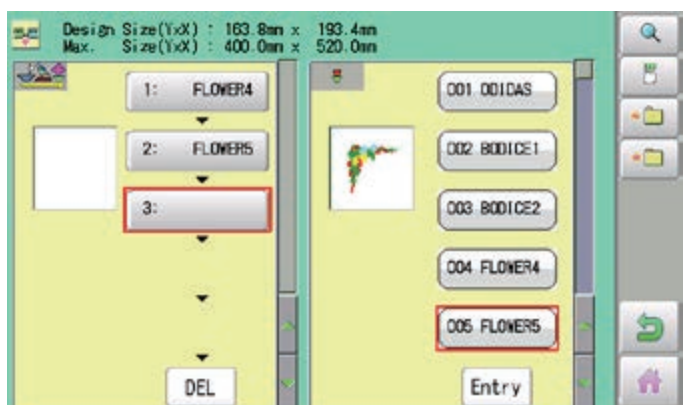 Design Size(YxX) : 163.8mm x 193.4mm
Max. Size(YxX) : 400.0mm x 520.0mm
1: FLOWER4
2: FLOWER5
3:
DEL
001 001DAS
002 BODICE1
003 BODICE2
004 FLOWER4
005 FLOWER5
Entry